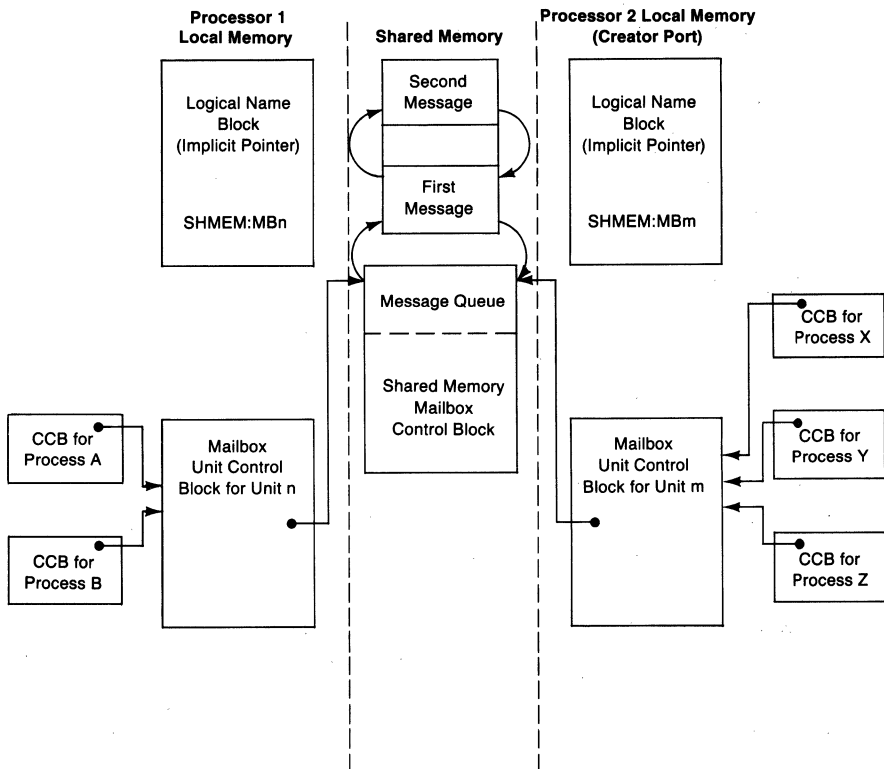 Processor 1
Local Memory
Shared Memory
Processor 2 Local Memory
(Creator Port)
Logical Name
Block
(Implicit Pointer)
SHMEM:MBn
Second
Message
First
Message
Logical Name
Block
(Implicit Pointer)
SHMEM:MBm
Message Queue
Shared Memory
Mailbox
Control Block
CCB for
Process A
CCB for
Process B
Mailbox
Unit Control
Block for Unit n
Mailbox
Unit Control
Block for Unit m
CCB for
Process X
CCB for
Process Y
CCB for
Process Z